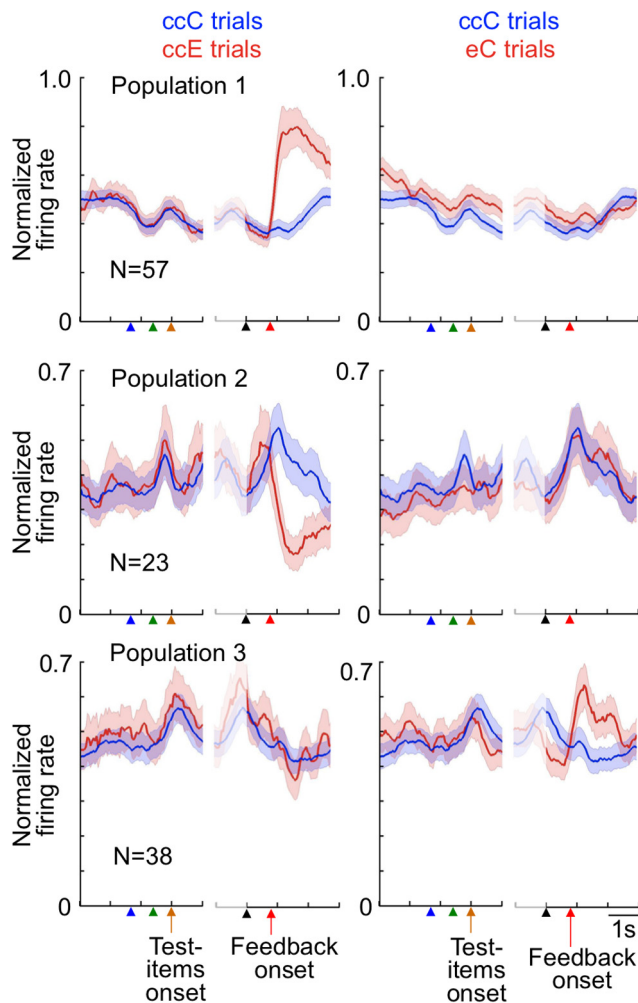 ccC trials
ccE trials
ccC trials
eC trials
1.0
Population 1
Normalized
firing rate
N=57
0
1.0
0
0.7
Population 2
Normalized
firing rate
N=23
0
0.7
0
0.7
Population 3
Normalized
firing rate
N=38
0
0.7
0
1s
Test-
items
onset
Feedback
onset
Test-
items
onset
Feedback
onset